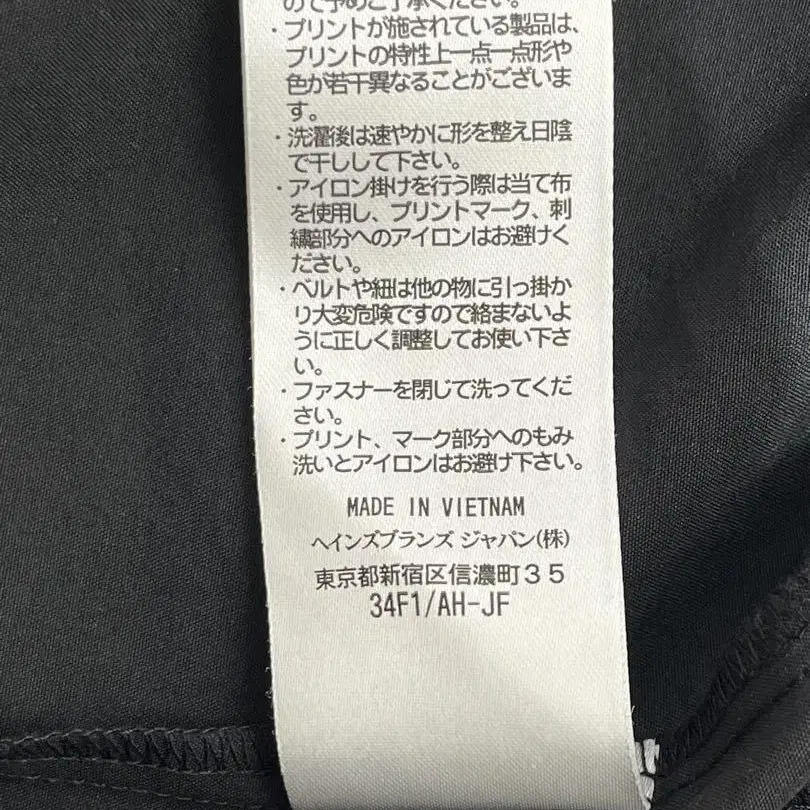 ので予めご了承ください。
・プリントが施されている製品は、
プリントの特性上一点一点形や
色が若干異なることがございま
す。
・洗濯後は速やかに形を整え日陰
で干しして下さい。
・アイロン掛けを行う際は当て布
を使用し、プリントマーク、刺
繍部分へのアイロンはお避けく
ださい。
・ベルトや紐は他の物に引っ掛か
り大変危険ですので絡まないよ
うに正しく調整してお使い下さ
い。
・ファスナーを閉じて洗ってくだ
さい。
・プリント、マーク部分へのもみ
洗いとアイロンはお避け下さい。
MADE IN VIETNAM
ヘインズブランズ ジャパン(株)
東京都新宿区信濃町35
34F1/AH-JF